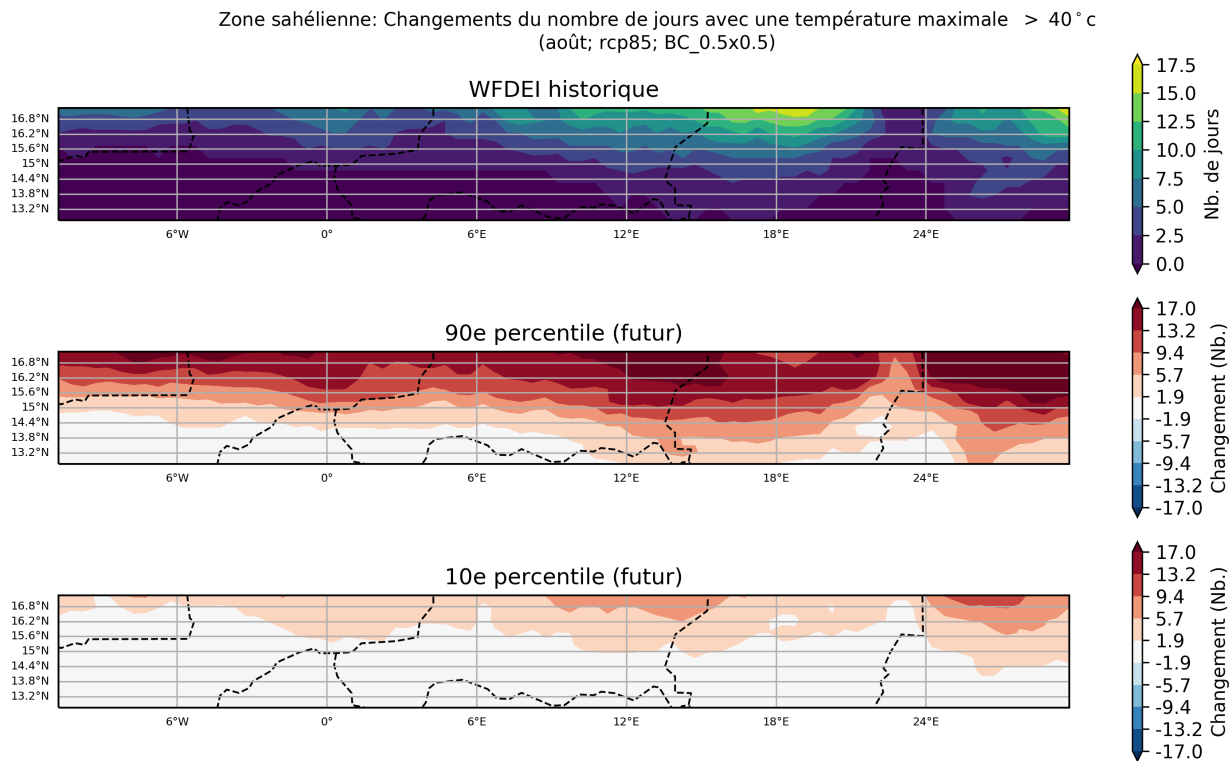 Zone sahélienne: Changements du nombre de jours avec une température maximale > 40°c
(août; rcp85; BC_0.5x0.5)
WFDEI historique
16.8°N
16.2°N
15.6°N
15°N
14.4°N
13.8°N
13.2°N
6°W 0° 6°E 12°E 18°E 24°E
17.5
15.0
12.5
10.0
7.5
5.0
2.5
0.0
Nb. de jours
90e percentile (futur)
16.8°N
16.2°N
15.6°N
15°N
14.4°N
13.8°N
13.2°N
6°W 0° 6°E 12°E 18°E 24°E
17.0
13.2
9.4
5.7
1.9
-1.9
-5.7
-9.4
-13.2
-17.0
Changement (Nb.)
10e percentile (futur)
16.8°N
16.2°N
15.6°N
15°N
14.4°N
13.8°N
13.2°N
6°W 0° 6°E 12°E 18°E 24°E
17.0
13.2
9.4
5.7
1.9
-1.9
-5.7
-9.4
-13.2
-17.0
Changement (Nb.)